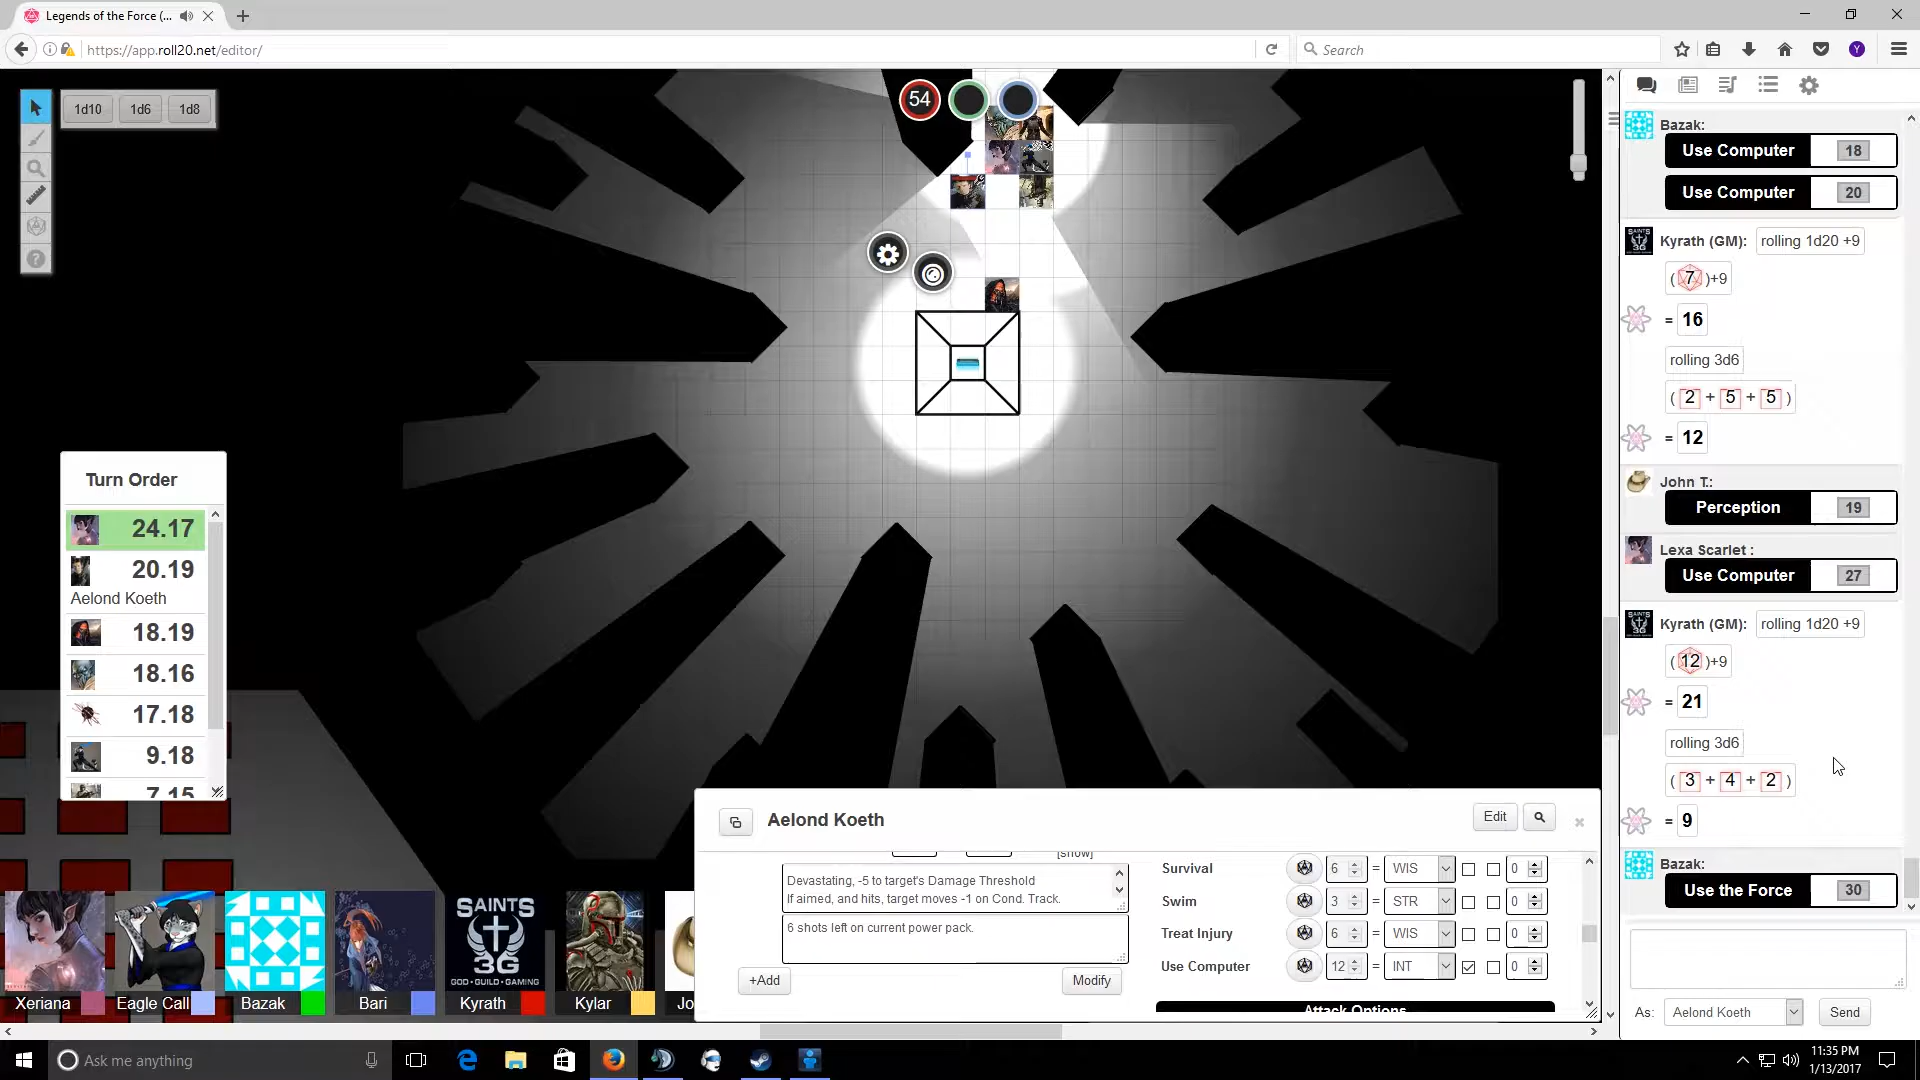 Legends of the Force (...
https://app.roll20.net/editor/
Search
1d10
1d6
1d8
54
Turn Order
24.17
20.19
Aelond Koeth
18.19
18.16
17.18
9.18
7.15
Xeriana
Eagle Call
Bazak
Bari
SAINTS
3G
GOD·GUILD·GAMING
Kyrath
Kylar
Jo
Aelond Koeth
Edit
[show]
Devastating, -5 to target's Damage Threshold
If aimed, and hits, target moves -1 on Cond. Track.
6 shots left on current power pack.
+Add
Modify
Survival 6 = WIS 0
Swim 3 = STR 0
Treat Injury 6 = WIS 0
Use Computer 12 = INT 0
Attack Options
Bazak:
Use Computer 18
Use Computer 20
Kyrath (GM): rolling 1d20 +9
(7)+9
= 16
rolling 3d6
(2 + 5 + 5)
= 12
John T.:
Perception 19
Lexa Scarlet :
Use Computer 27
Kyrath (GM): rolling 1d20 +9
(12)+9
= 21
rolling 3d6
(3 + 4 + 2)
= 9
Bazak:
Use the Force 30
As: Aelond Koeth Send
Ask me anything
11:35 PM
1/13/2017